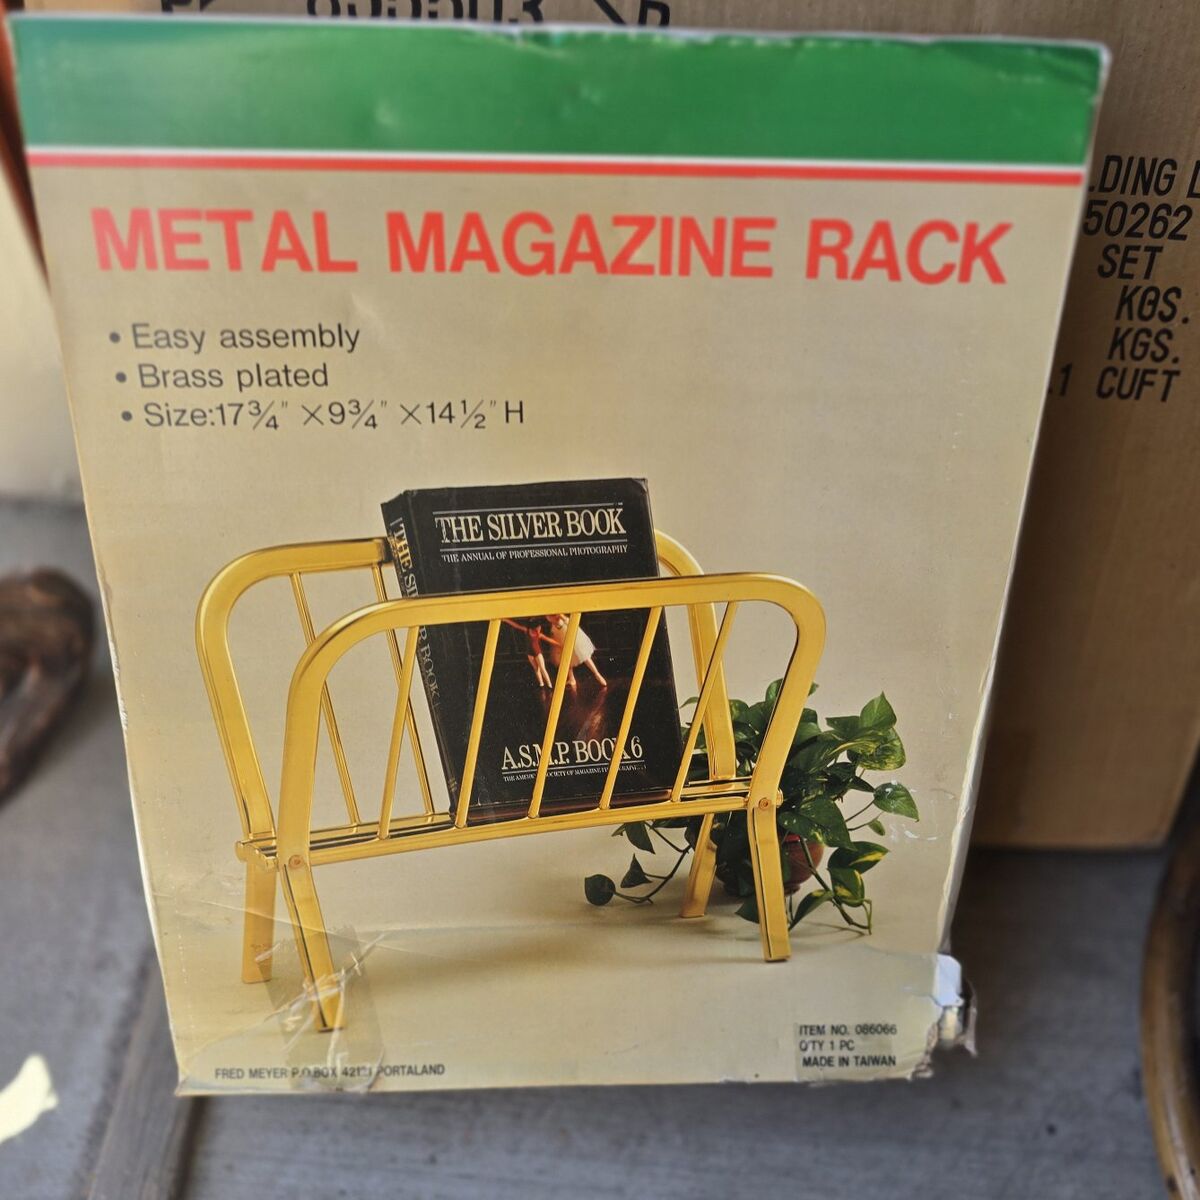 METAL MAGAZINE RACK
• Easy assembly
• Brass plated
• Size:17¾" ×9¾" ×14½" H
THE SILVER BOOK
THE ANNUAL OF PROFESSIONAL PHOTOGRAPHY
A.S.M.P. BOOK 6
ITEM NO. 086066
Q'TY 1 PC
MADE IN TAIWAN
FRED MEYER P.O.BOX PORTALAND
DING
50262
SET
KGS.
KGS.
CUFT